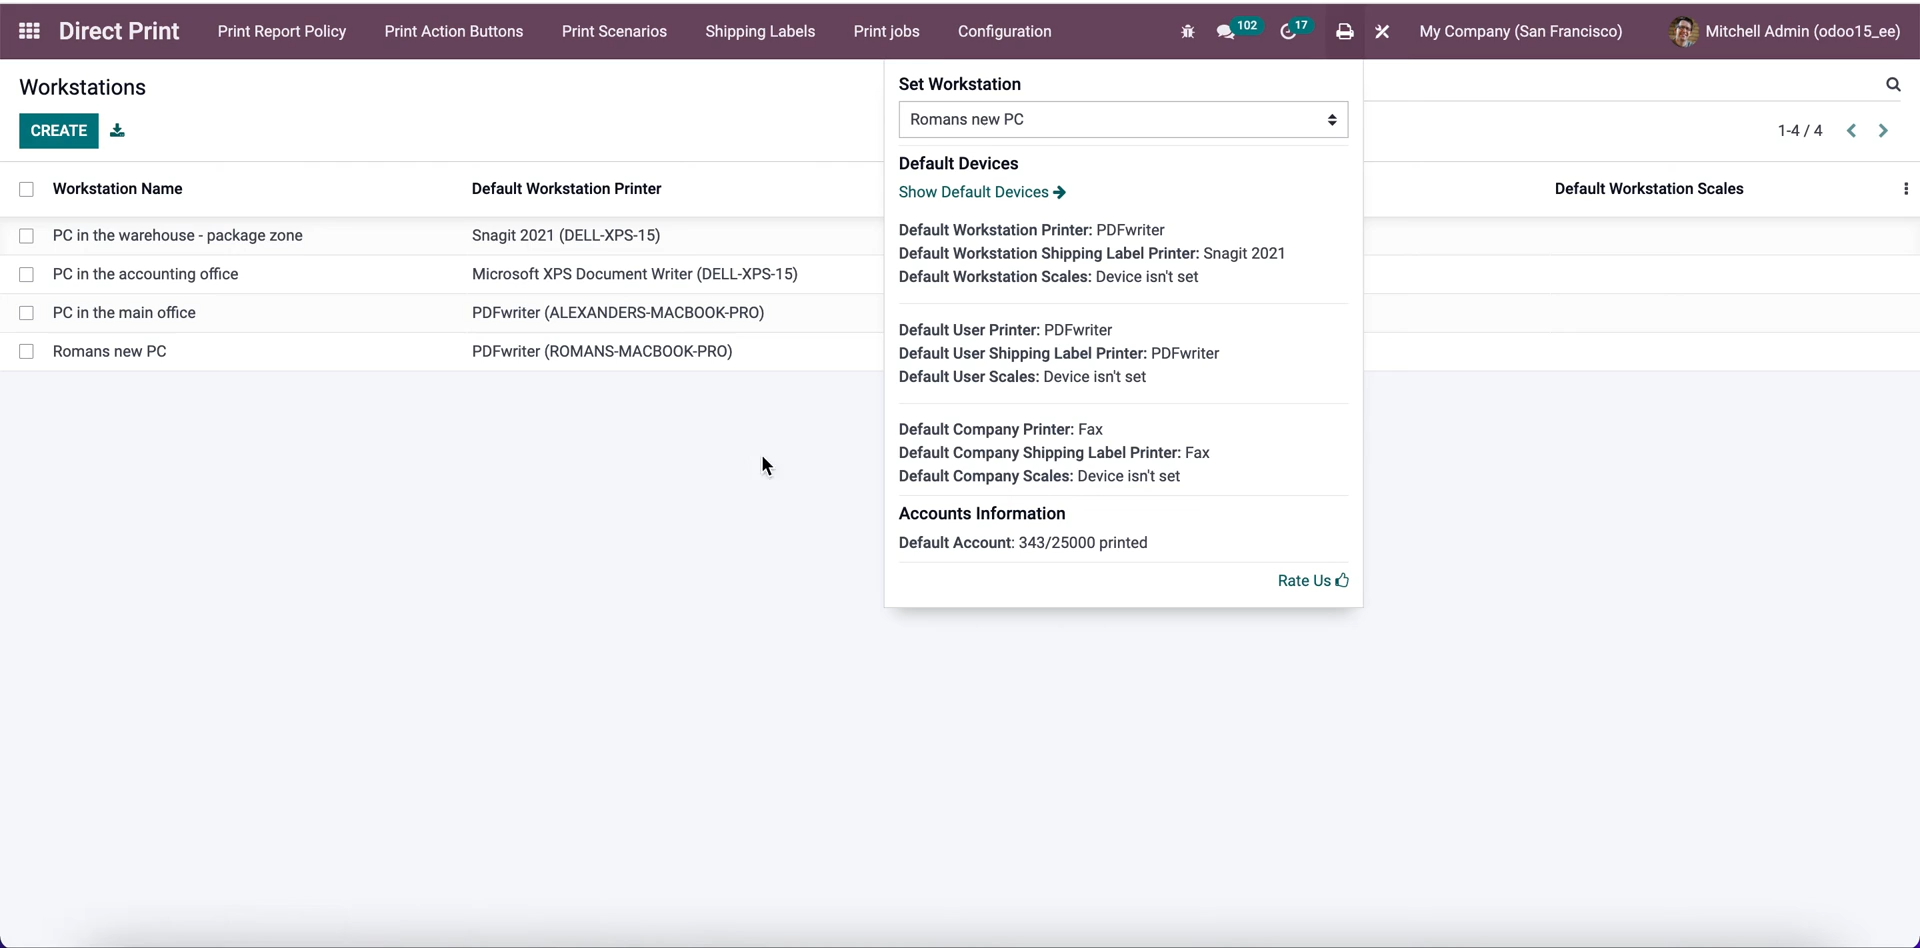 Direct Print Print Report Policy Print Action Buttons Print Scenarios Shipping Labels Print jobs Configuration 102 17 My Company (San Francisco) Mitchell Admin (odoo15_ee)
Workstations
CREATE
1-4 / 4
Workstation Name Default Workstation Printer Default Workstation Scales
PC in the warehouse - package zone Snagit 2021 (DELL-XPS-15)
PC in the accounting office Microsoft XPS Document Writer (DELL-XPS-15)
PC in the main office PDFwriter (ALEXANDERS-MACBOOK-PRO)
Romans new PC PDFwriter (ROMANS-MACBOOK-PRO)
Set Workstation
Romans new PC
Default Devices
Show Default Devices
Default Workstation Printer: PDFwriter
Default Workstation Shipping Label Printer: Snagit 2021
Default Workstation Scales: Device isn't set
Default User Printer: PDFwriter
Default User Shipping Label Printer: PDFwriter
Default User Scales: Device isn't set
Default Company Printer: Fax
Default Company Shipping Label Printer: Fax
Default Company Scales: Device isn't set
Accounts Information
Default Account: 343/25000 printed
Rate Us